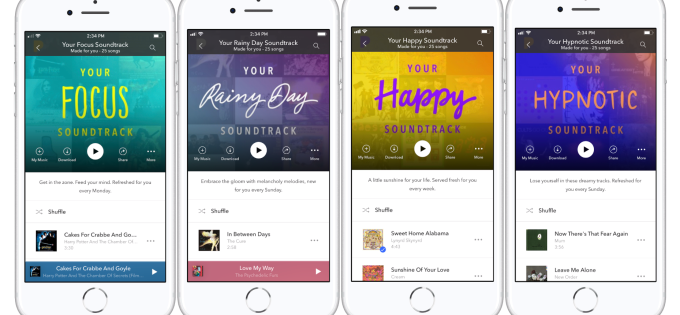 2:34 PM
Your Focus Soundtrack
Made for you - 25 songs
YOUR
FOCUS
SOUNDTRACK
My Music Download Share More
Get in the zone. Feed your mind. Refreshed for you
every Monday.
Shuffle
Cakes For Crabbe And Go...
Harry Potter And The Chamber Of...
3:30
Cakes For Crabbe And Goyle
Harry Potter And The Chamber Of Secrets (Film...
2:34 PM
Your Rainy Day Soundtrack
Made for you - 25 songs
YOUR
Rainy Day
SOUNDTRACK
My Music Download Share More
Embrace the gloom with melancholy melodies, new
for you every Sunday.
Shuffle
In Between Days
The Cure
2:58
Love My Way
The Psychedelic Furs
2:34 PM
Your Happy Soundtrack
Made for you - 25 songs
YOUR
Happy
SOUNDTRACK
My Music Download Share More
A little sunshine for your life. Served fresh for you
every week.
Shuffle
Sweet Home Alabama
Lynyrd Skynyrd
4:43
Sunshine Of Your Love
Cream
2:34 PM
Your Hypnotic Soundtrack
Made for you - 25 songs
YOUR
HYPNOTIC
SOUNDTRACK
My Music Download Share More
Lose yourself in these dreamy tracks. Refreshed for
you every Sunday.
Shuffle
Now There's That Fear Again
Múm
3:56
Leave Me Alone
New Order